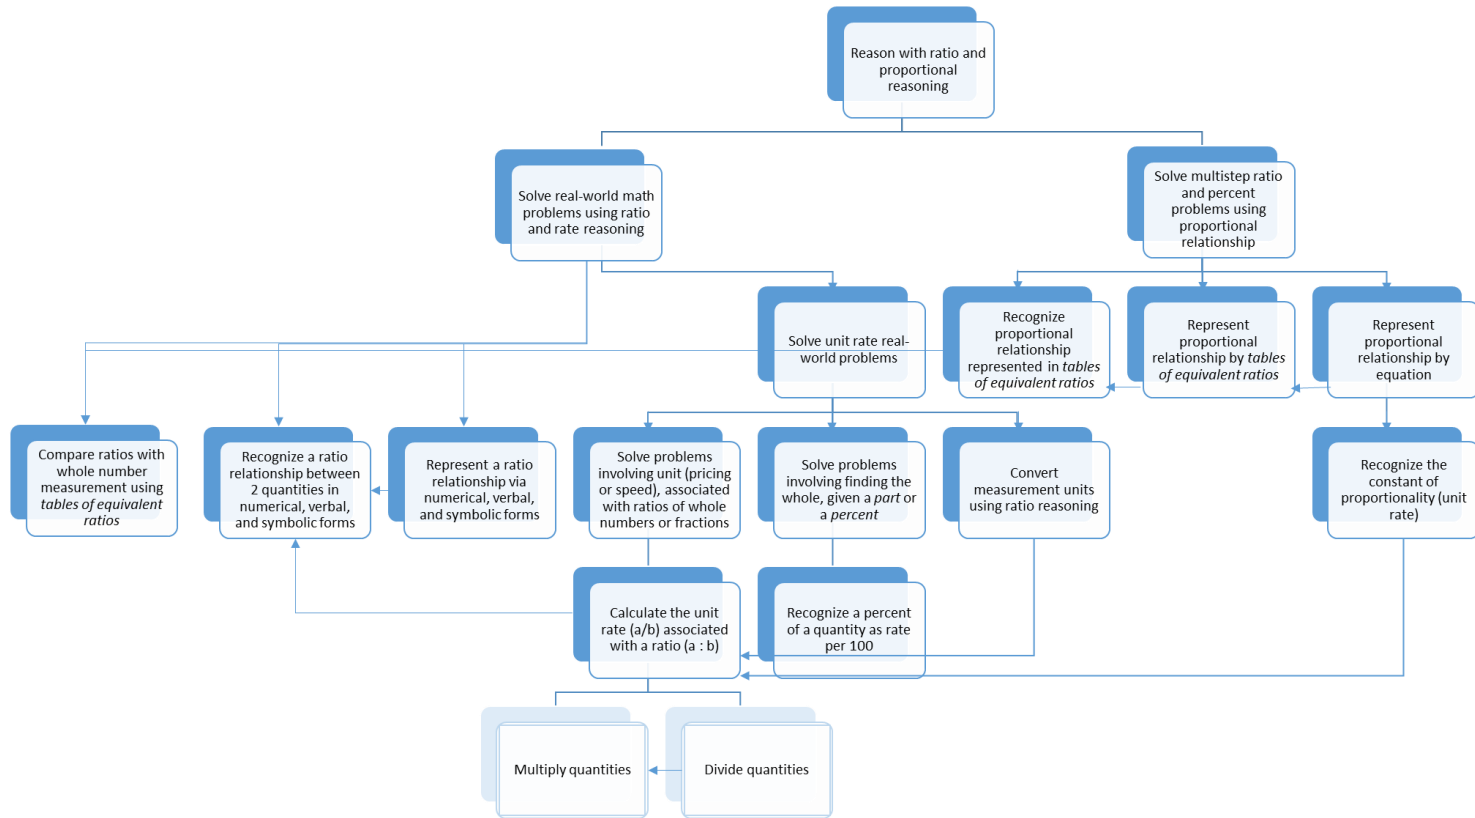 Reason with ratio and
proportional
reasoning
Solve real-world math
problems using ratio
and rate reasoning
Solve multistep ratio
and percent
problems using
proportional
relationship
Solve unit rate real-
world problems
Recognize
proportional
relationship
represented in tables
of equivalent ratios
Represent
proportional
relationship by tables
of equivalent ratios
Represent
proportional
relationship by
equation
Compare ratios with
whole number
measurement using
tables of equivalent
ratios
Recognize a ratio
relationship between
2 quantities in
numerical, verbal,
and symbolic forms
Represent a ratio
relationship via
numerical, verbal,
and symbolic forms
Solve problems
involving unit (pricing
or speed), associated
with ratios of whole
numbers or fractions
Solve problems
involving finding the
whole, given a part or
a percent
Convert
measurement units
using ratio reasoning
Recognize the
constant of
proportionality (unit
rate)
Calculate the unit
rate (a/b) associated
with a ratio (a : b)
Recognize a percent
of a quantity as rate
per 100
Multiply quantities
Divide quantities